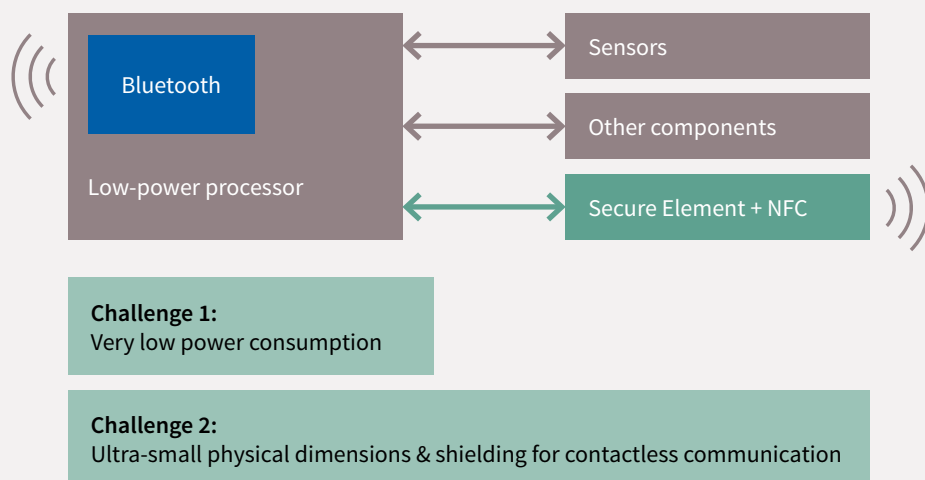 Bluetooth
Low-power processor
Sensors
Other components
Secure Element + NFC
Challenge 1:
Very low power consumption
Challenge 2:
Ultra-small physical dimensions & shielding for contactless communication